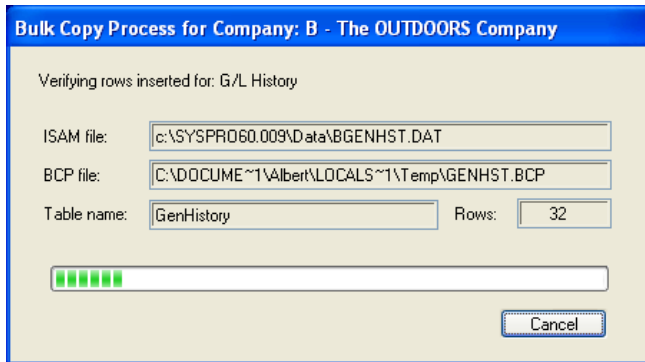 Bulk Copy Process for Company: B - The OUTDOORS Company
Verifying rows inserted for: G/L History
ISAM file: c:\SYSPRO60.009\Data\BGENHST.DAT
BCP file: C:\DOCUME~1\Albert\LOCALS~1\Temp\GENHST.BCP
Table name: GenHistory Rows: 32
Cancel